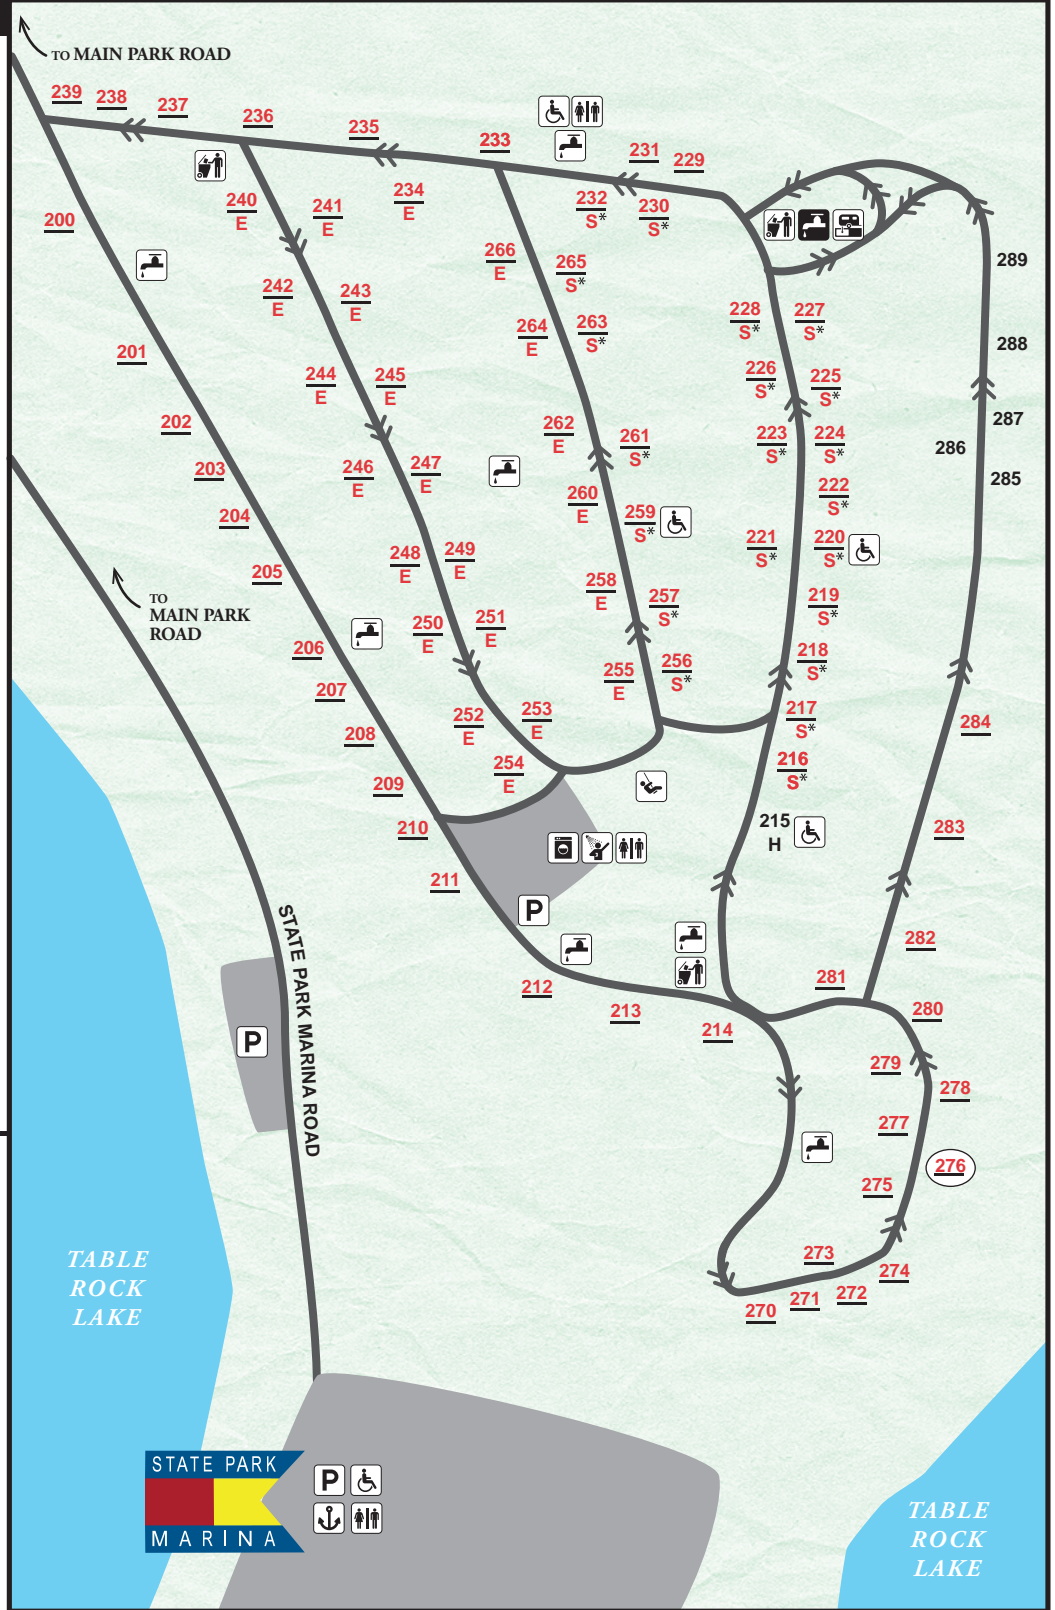 TO MAIN PARK ROAD
239
238
237
236
235
233
231
229
200
240
E
241
E
234
E
232
S*
230
S*
266
E
265
S*
289
242
E
243
E
264
E
263
S*
228
S*
227
S*
288
201
244
E
245
E
226
S*
225
S*
202
262
E
261
S*
223
S*
224
S*
287
286
203
246
E
247
E
260
E
222
S*
285
204
259
S*
221
S*
220
S*
205
248
E
249
E
258
E
257
S*
219
S*
TO
MAIN PARK
ROAD
206
250
E
251
E
218
S*
207
255
E
256
S*
208
252
E
253
E
217
S*
284
209
254
E
216
S*
210
215
H
283
211
P
STATE PARK MARINA ROAD
212
213
214
282
281
280
P
279
278
277
276
275
273
274
270
271
272
TABLE
ROCK
LAKE
STATE PARK
MARINA
P
TABLE
ROCK
LAKE